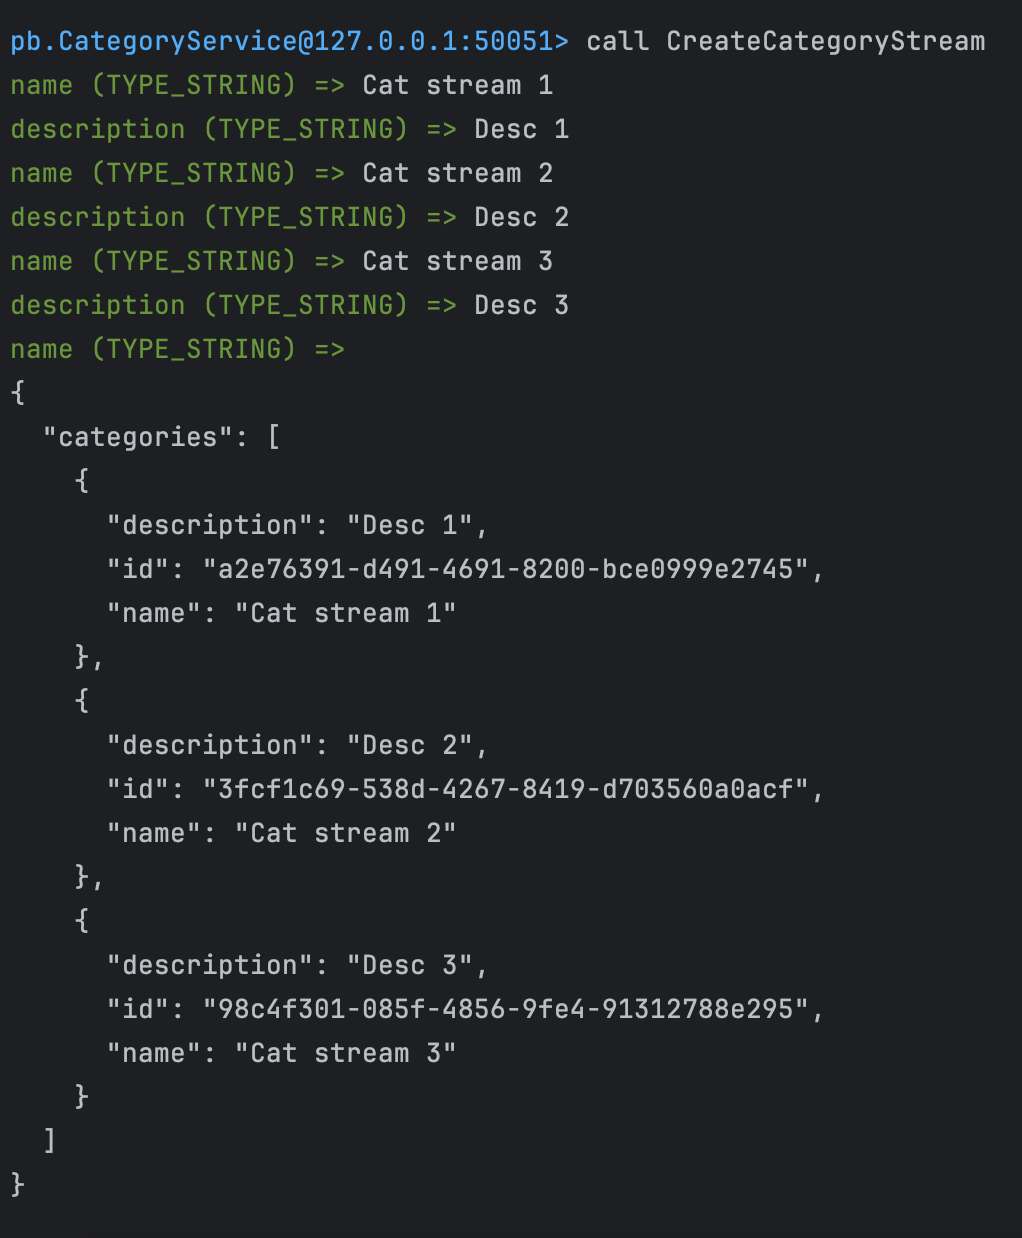 pb.CategoryService@127.0.0.1:50051> call CreateCategoryStream
name (TYPE_STRING) => Cat stream 1
description (TYPE_STRING) => Desc 1
name (TYPE_STRING) => Cat stream 2
description (TYPE_STRING) => Desc 2
name (TYPE_STRING) => Cat stream 3
description (TYPE_STRING) => Desc 3
name (TYPE_STRING) =>
{
  "categories": [
    {
      "description": "Desc 1",
      "id": "a2e76391-d491-4691-8200-bce0999e2745",
      "name": "Cat stream 1"
    },
    {
      "description": "Desc 2",
      "id": "3fcf1c69-538d-4267-8419-d703560a0acf",
      "name": "Cat stream 2"
    },
    {
      "description": "Desc 3",
      "id": "98c4f301-085f-4856-9fe4-91312788e295",
      "name": "Cat stream 3"
    }
  ]
}